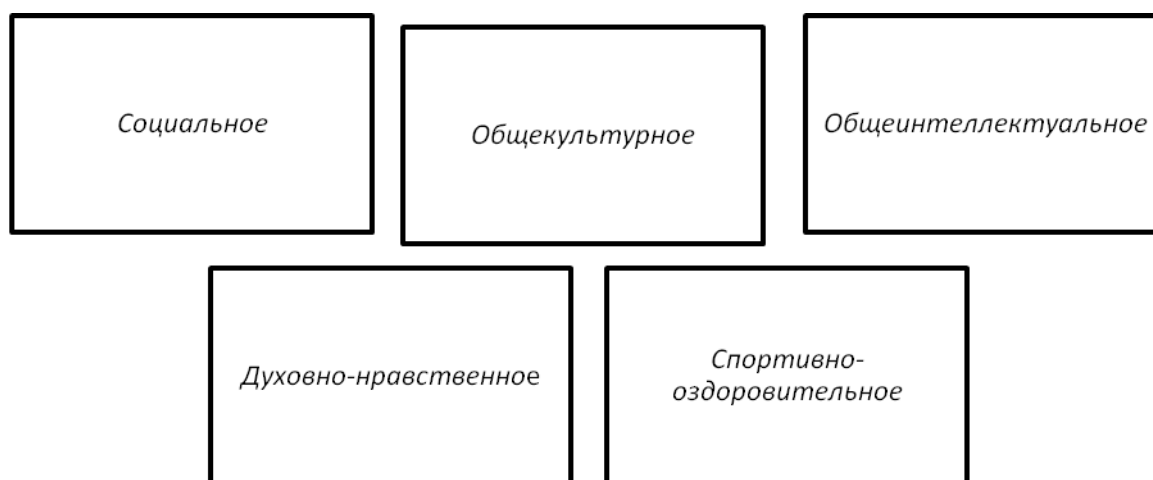 Социальное
Общекультурное
Общеинтеллектуальное
Духовно-нравственное
Спортивно-
оздоровительное